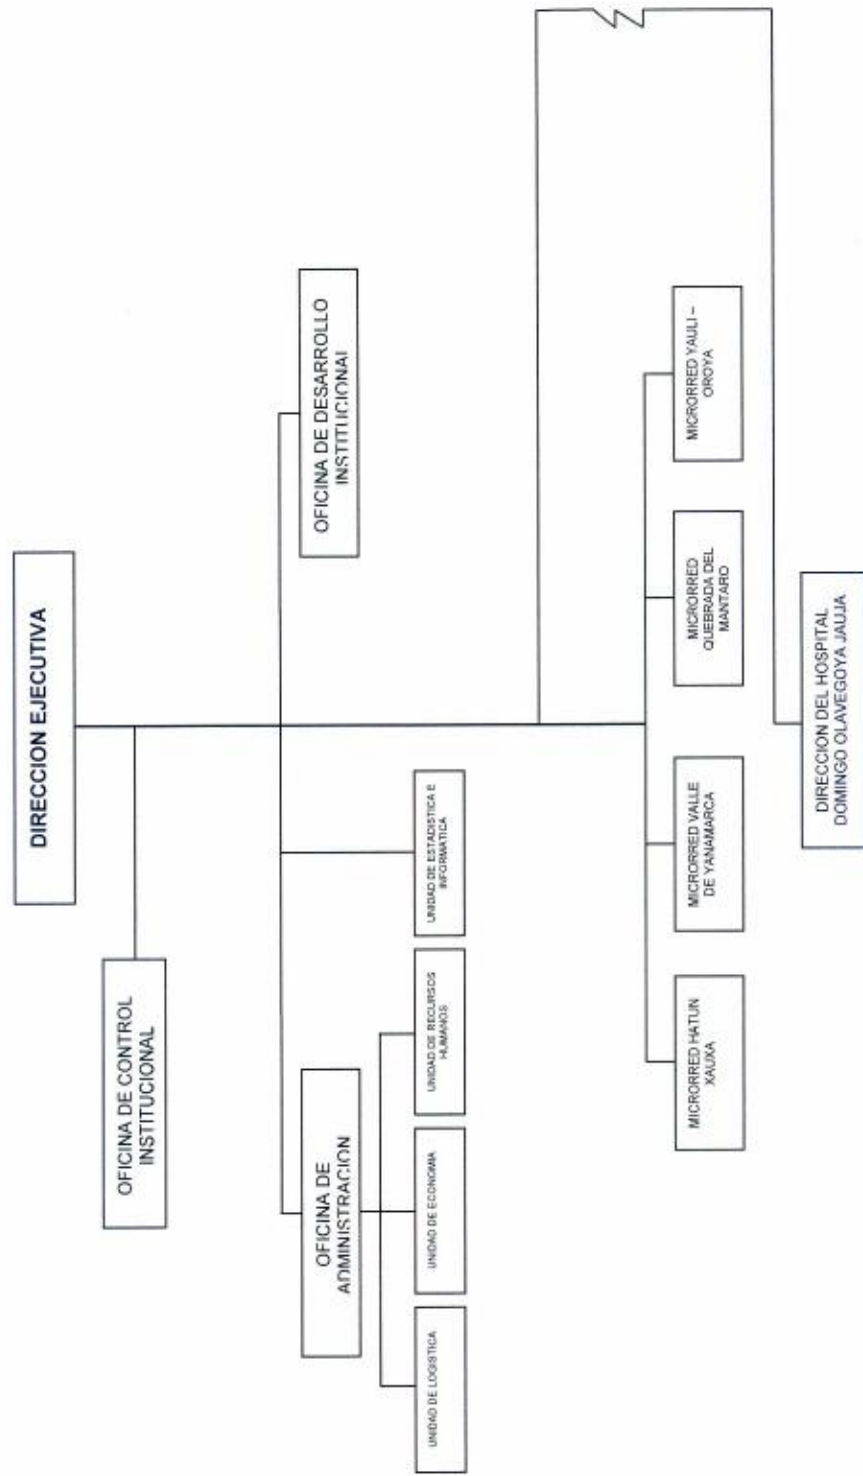 DIRECCION EJECUTIVA
OFICINA DE CONTROL
INSTITUCIONAL
OFICINA DE
ADMINISTRACION
OFICINA DE DESARROLLO
INSTITUCIONAL
UNIDAD DE LOGISTICA
UNIDAD DE ECONOMIA
UNIDAD DE RECURSOS
HUMANOS
UNIDAD DE ESTADISTICA E
INFORMATICA
MICRORRED HATUN
XAUXA
MICRORRED VALLE
DE YANAMARCA
MICRORRED
QUEBRADA DEL
MANTARO
MICRORRED YAULI –
OROYA
DIRECCION DEL HOSPITAL
DOMINGO OLAVEGOYA JAUJA